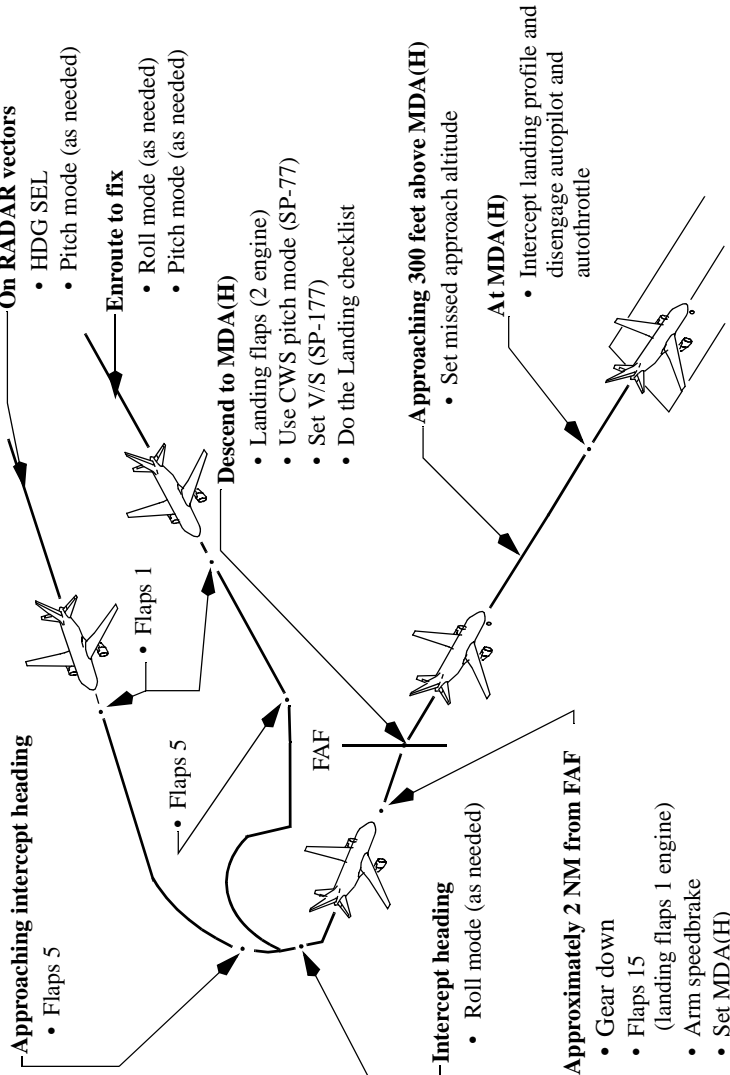 On RADAR vectors
• HDG SEL
• Pitch mode (as needed)
Enroute to fix
• Roll mode (as needed)
• Pitch mode (as needed)
Approaching intercept heading
• Flaps 5
• Flaps 1
• Flaps 5
Descend to MDA(H)
• Landing flaps (2 engine)
• Use CWS pitch mode (SP-77)
• Set V/S (SP-177)
• Do the Landing checklist
FAF
Intercept heading
• Roll mode (as needed)
Approximately 2 NM from FAF
• Gear down
• Flaps 15
(landing flaps 1 engine)
• Arm speedbrake
• Set MDA(H)
Approaching 300 feet above MDA(H)
• Set missed approach altitude
At MDA(H)
• Intercept landing profile and
disengage autopilot and
autothrottle